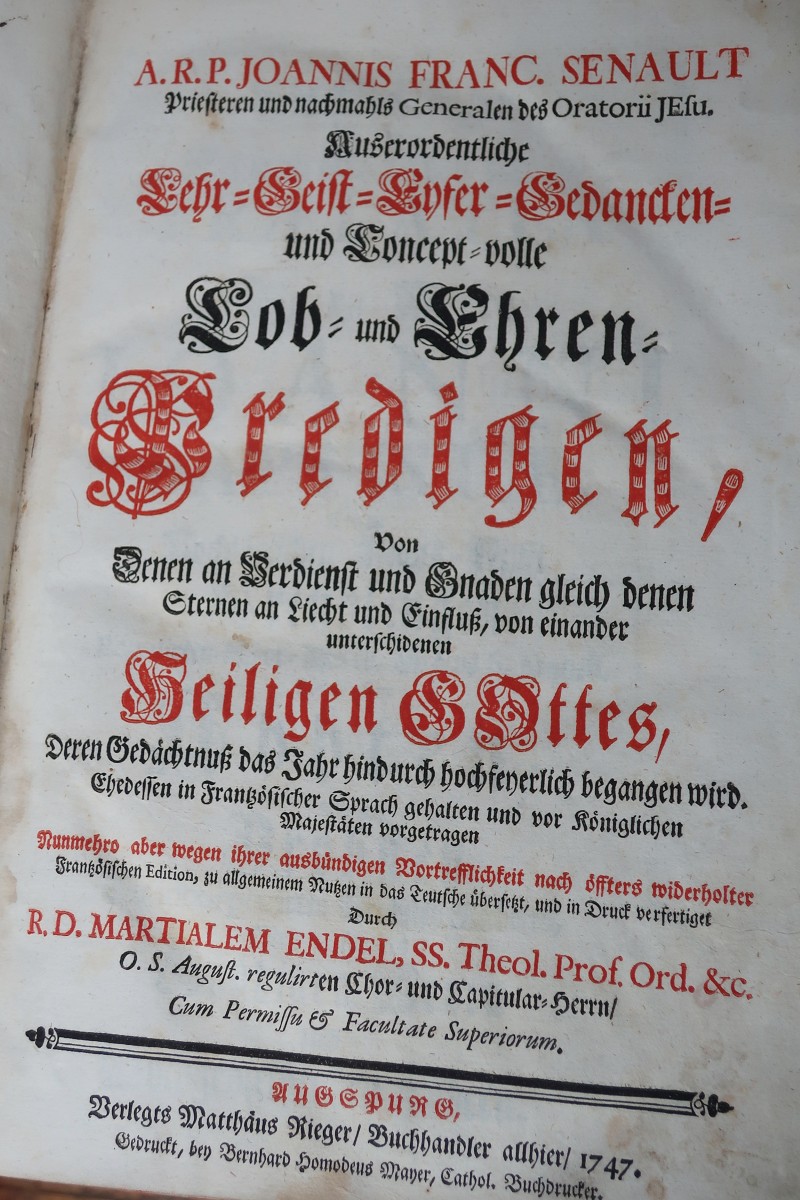 A.R.P. JOANNIS FRANC. SENAULT
Priesteren und nachmahls Generalen des Oratorii JEsu.
Auserordentliche
Lehr-Geist-Eyfer-Gedancken-
und Concept-volle
Lob- und Ehren-
Predigen,
Von
Denen an Verdienst und Gnaden gleich denen
Sternen an Liecht und Einfluß, von einander
unterschidenen
Heiligen GOttes,
Deren Gedächtnuß das Jahr hindurch hochfeyerlich begangen wird.
Ehedessen in Frantzösischer Sprach gehalten und vor Königlichen
Majestäten vorgetragen
Nunmehro aber wegen ihrer ausbündigen Vortrefflichkeit nach öffters widerholter
Frantzösischen Edition, zu allgemeinem Nutzen in das Teutsche übersetzt, und in Druck verfertiget
Durch
R. D. MARTIALEM ENDEL, SS. Theol. Prof. Ord. &c.
O. S. August. regulirten Chor- und Capitular-Herrn/
Cum Permissu & Facultate Superiorum.
AUGSPURG,
Verlegts Matthäus Rieger/ Buchhandler allhier/ 1747.
Gedruckt, bey Bernhard Homodeus Mayer, Cathol. Buchdrucker.